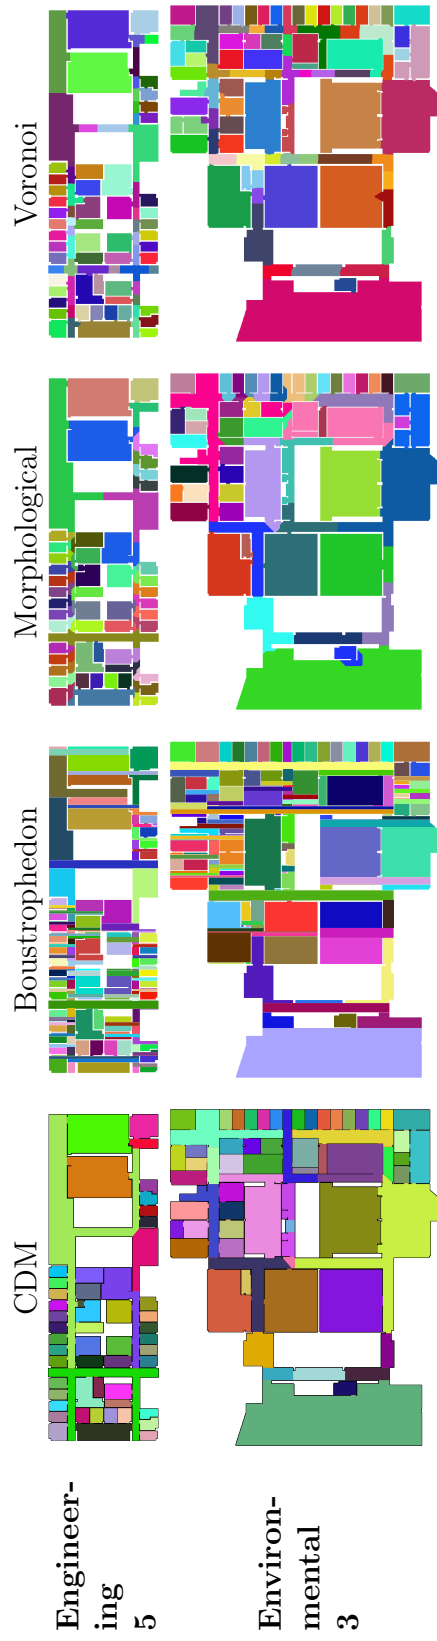 CDM
Boustrophedon
Morphological
Voronoi
Engineer-
ing
5
Environ-
mental
3